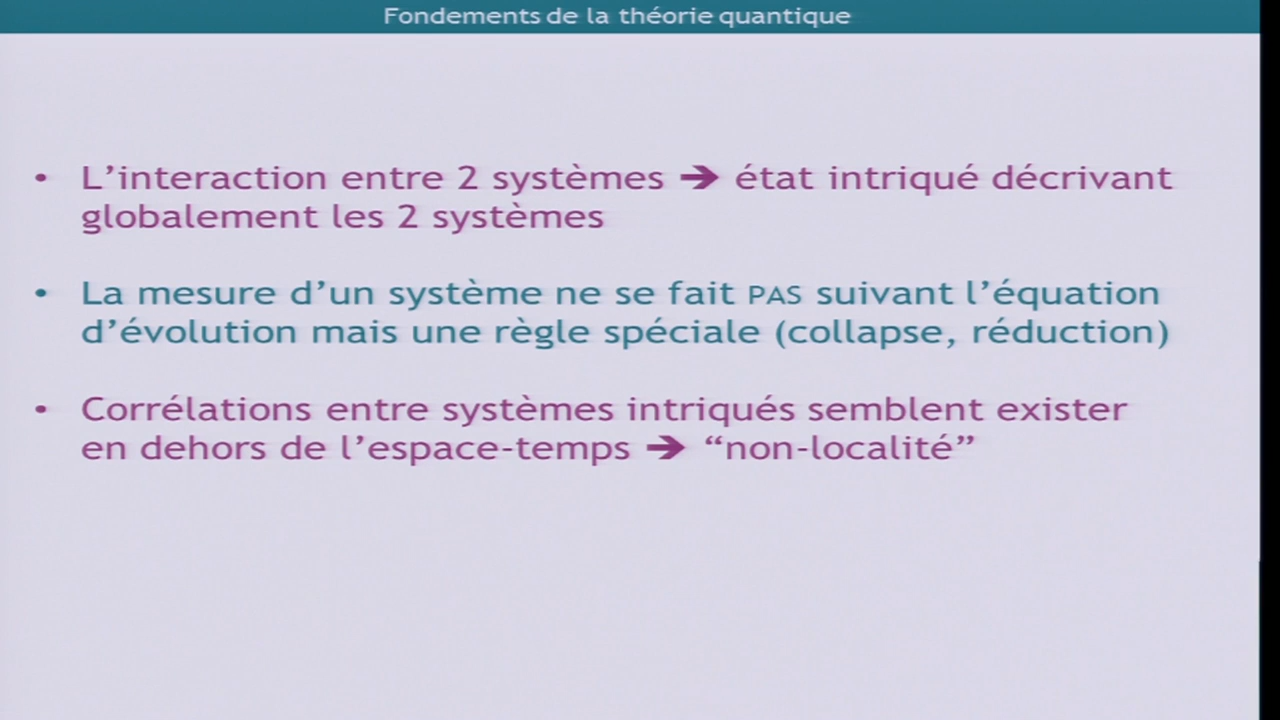 Fondements de la théorie quantique
• L’interaction entre 2 systèmes ➔ état intriqué décrivant
globalement les 2 systèmes
• La mesure d’un système ne se fait PAS suivant l’équation
d’évolution mais une règle spéciale (collapse, réduction)
• Corrélations entre systèmes intriqués semblent exister
en dehors de l’espace-temps ➔ “non-localité”